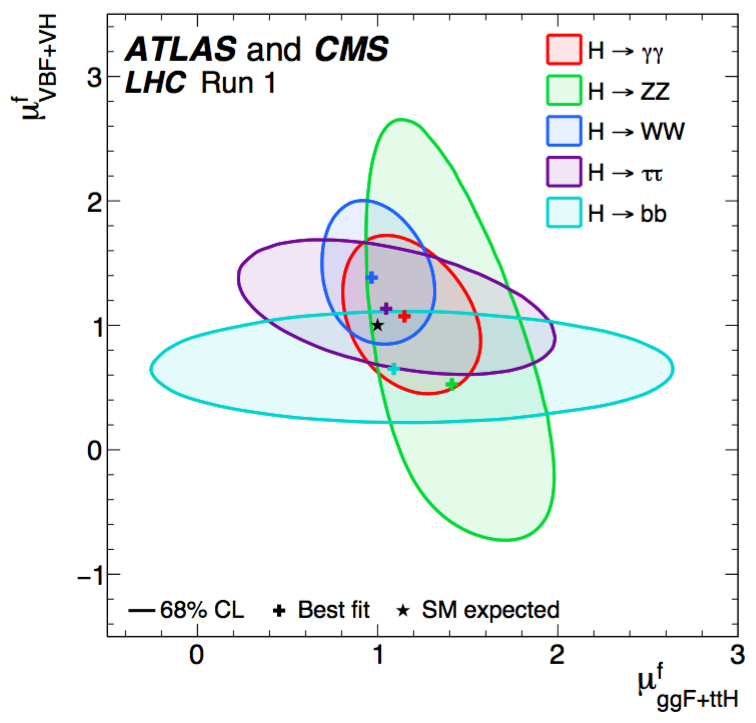 ATLAS and CMS
LHC Run 1
H → γγ
H → ZZ
H → WW
H → ττ
H → bb
μ^f_VBF+VH
3
2
1
0
−1
68% CL
Best fit
SM expected
0
1
2
3
μ^f_ggF+ttH